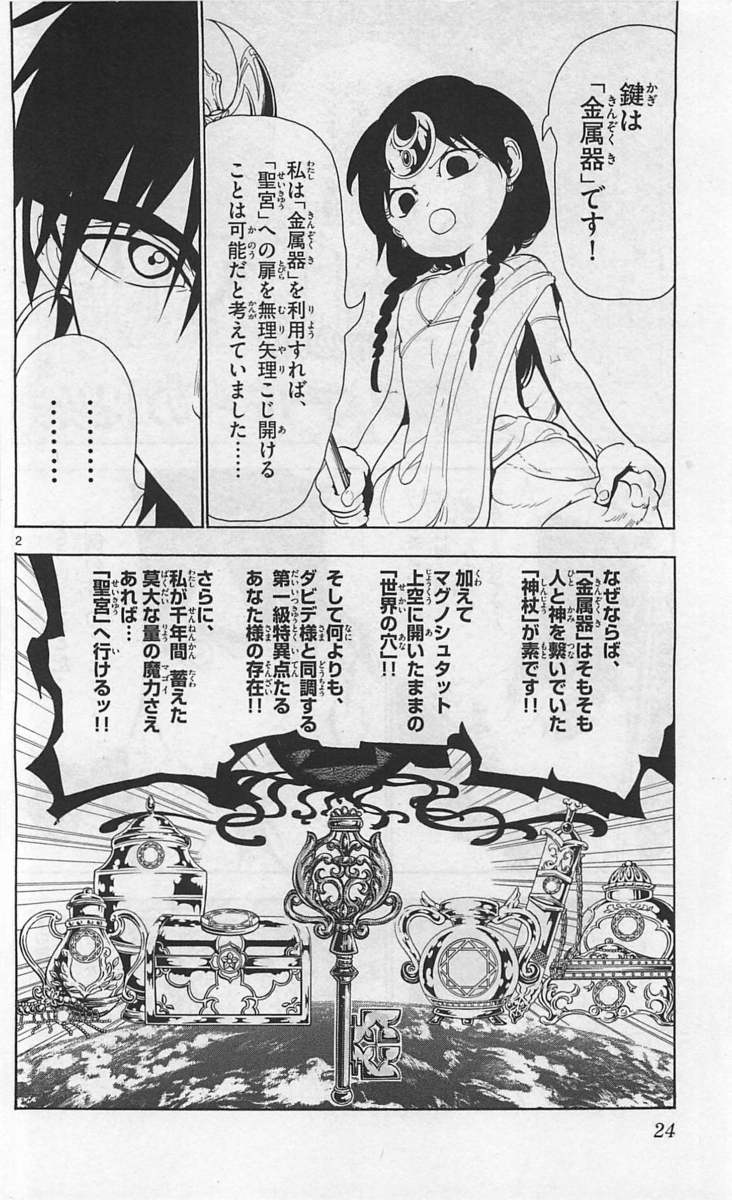 鍵は
「金属器」です!
私は「金属器」を利用すれば、
「聖宮」への扉を無理矢理こじ開ける
ことは可能だと考えていました……
………
………
2
なぜならば、
「金属器」はそもそも
人と神を繋いでいた
「神杖」が素です!!
加えて
マグノシュタット
上空に開いたままの
「世界の穴」!!
そして何よりも、
ダビデ様と同調する
第一級特異点たる
あなた様の存在!!
さらに、
私が千年間 蓄えた
莫大な量の魔力さえ
あれば…
「聖宮」へ行けるッ!!
24